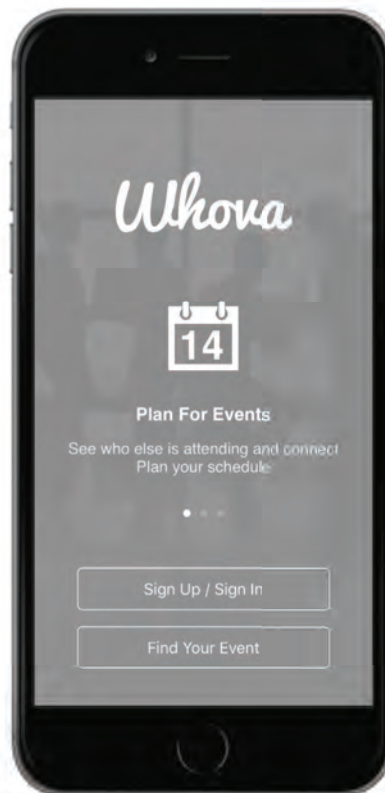 Whova
14
Plan For Events
See who else is attending and connect
Plan your schedule
Sign Up / Sign In
Find Your Event